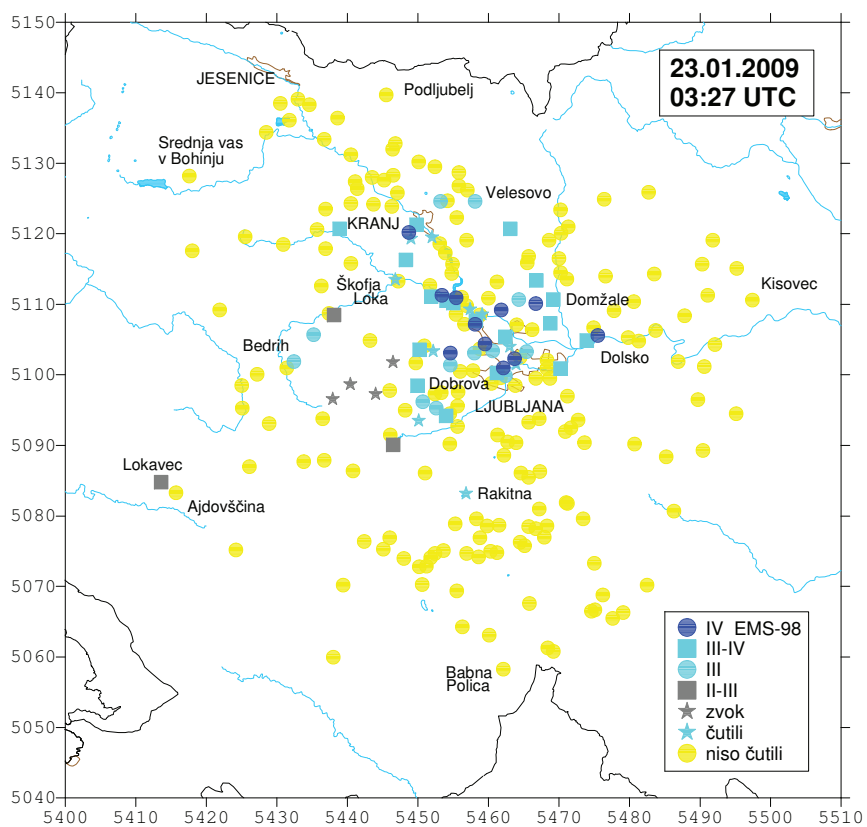 5150
5140
5130
5120
5110
5100
5090
5080
5070
5060
5050
5040
23.01.2009
03:27 UTC
JESENICE
Podljubelj
Srednja vas
v Bohinju
Velesovo
KRANJ
Škofja
Loka
Domžale
Kisovec
Bedrih
Dolsko
Dobrova
LJUBLJANA
Lokavec
Ajdovščina
Rakitna
Babna
Polica
IV EMS-98
III-IV
III
II-III
zvok
čutili
niso čutili
5400 5410 5420 5430 5440 5450 5460 5470 5480 5490 5500 5510